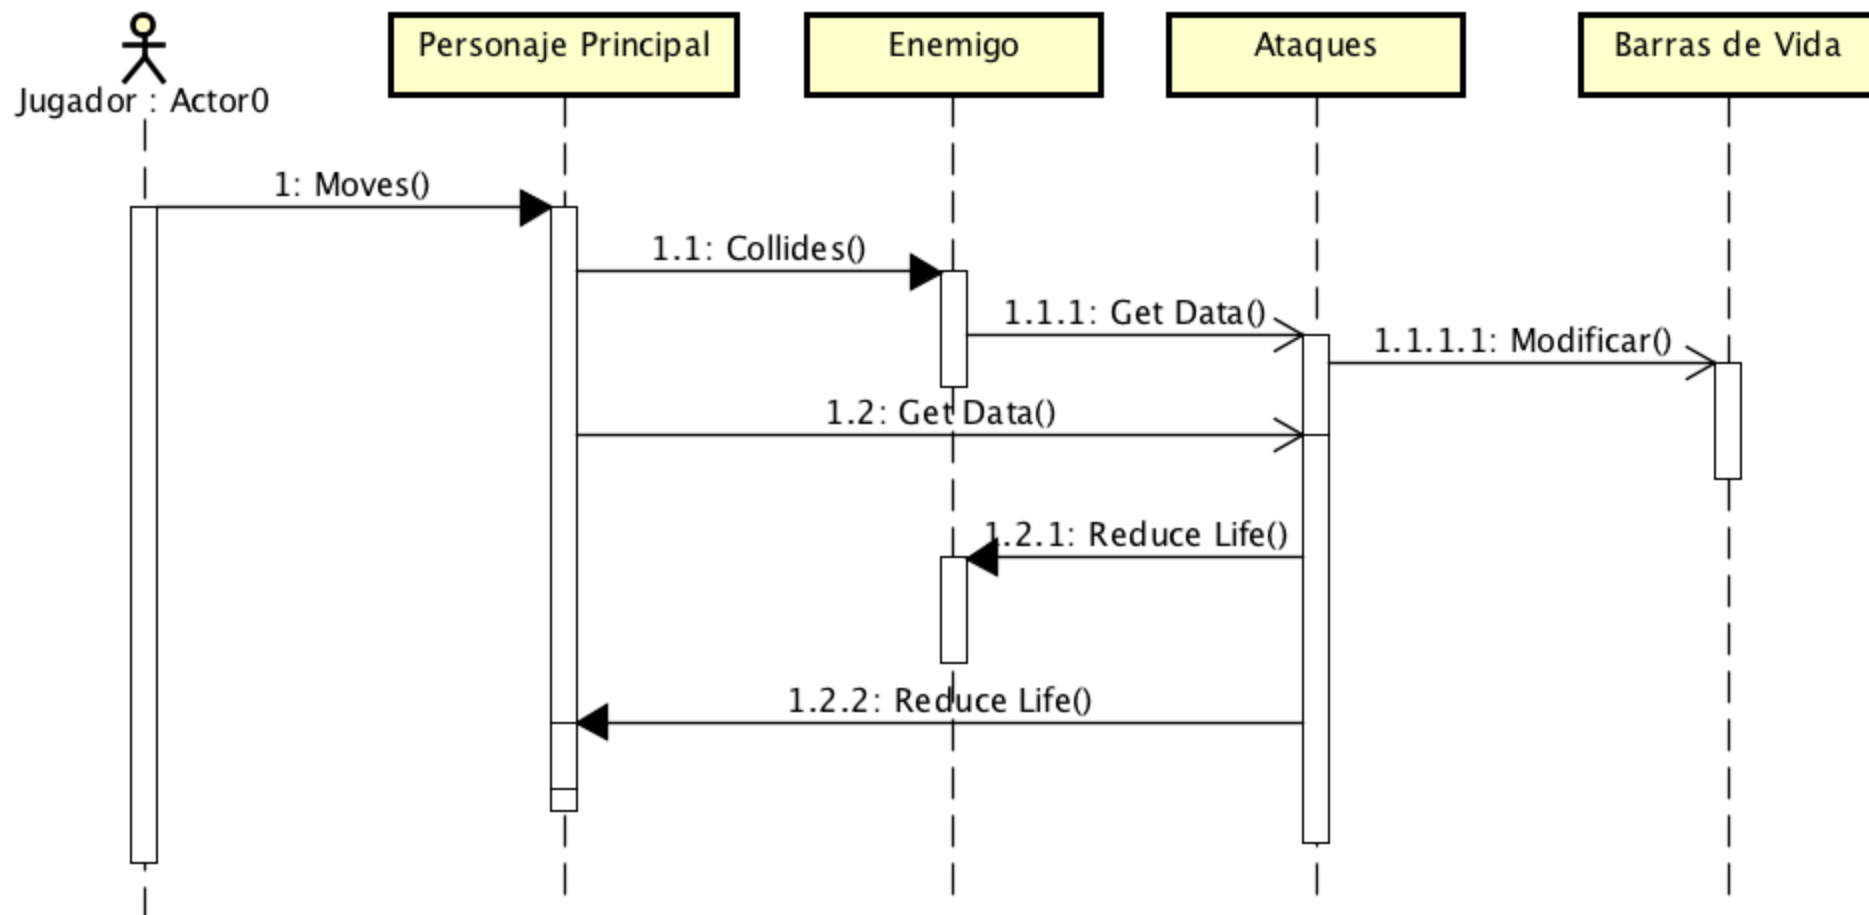 Personaje Principal
Enemigo
Ataques
Barras de Vida
Jugador : Actor0
1: Moves()
1.1: Collides()
1.1.1: Get Data()
1.1.1.1: Modificar()
1.2: Get Data()
1.2.1: Reduce Life()
1.2.2: Reduce Life()